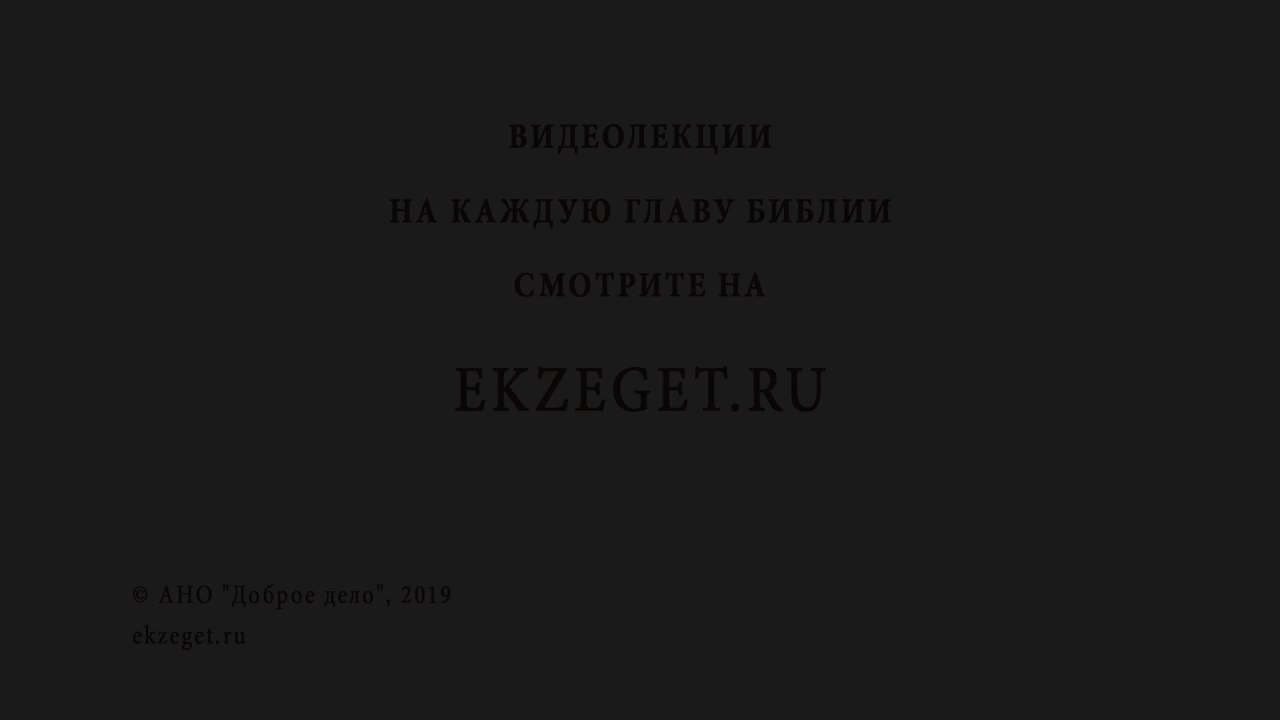 ВИДЕОЛЕКЦИИ
НА КАЖДУЮ ГЛАВУ БИБЛИИ
СМОТРИТЕ НА
EKZEGET.RU
© АНО "Доброе дело", 2019
ekzeget.ru